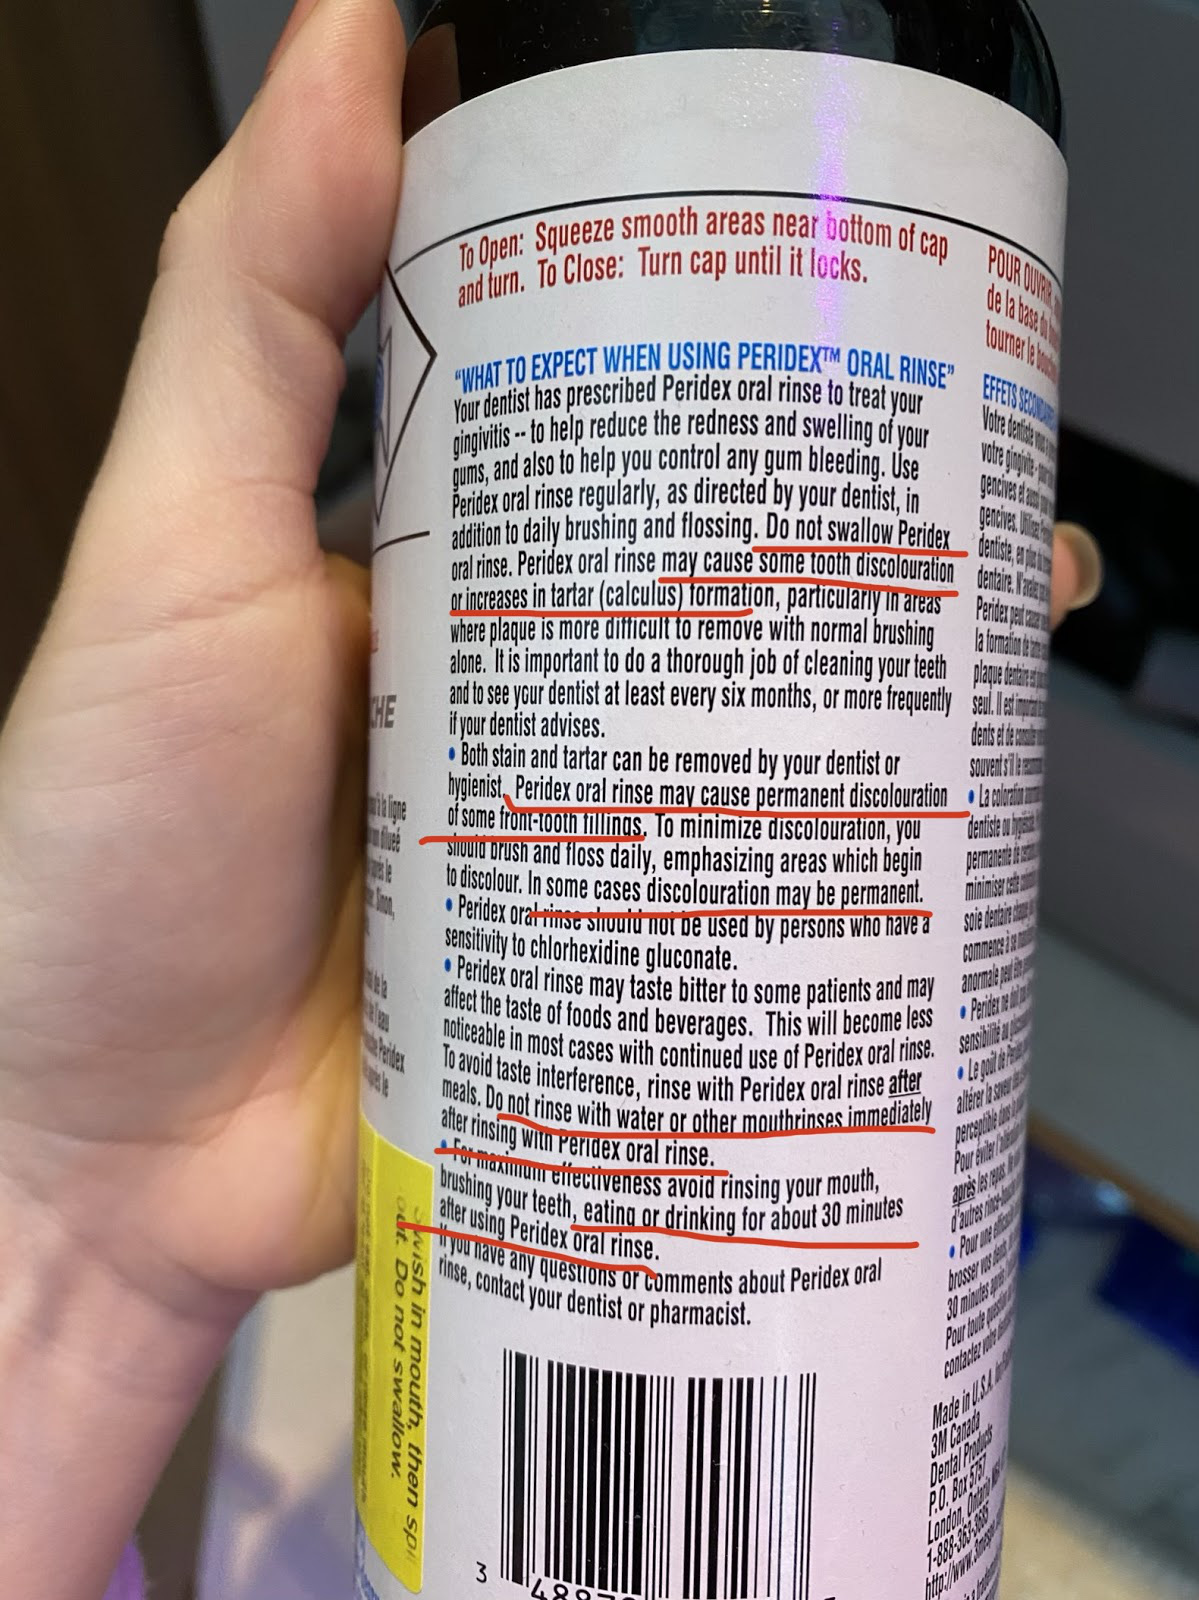 To Open: Squeeze smooth areas near bottom of cap
and turn. To Close: Turn cap until it locks.
"WHAT TO EXPECT WHEN USING PERIDEX™ ORAL RINSE"
Your dentist has prescribed Peridex oral rinse to treat your
gingivitis -- to help reduce the redness and swelling of your
gums, and also to help you control any gum bleeding. Use
Peridex oral rinse regularly, as directed by your dentist, in
addition to daily brushing and flossing. Do not swallow Peridex
oral rinse. Peridex oral rinse may cause some tooth discolouration
or increases in tartar (calculus) formation, particularly in areas
where plaque is more difficult to remove with normal brushing
alone. It is important to do a thorough job of cleaning your teeth
and to see your dentist at least every six months, or more frequently
if your dentist advises.
• Both stain and tartar can be removed by your dentist or
hygienist. Peridex oral rinse may cause permanent discolouration
of some front-tooth fillings. To minimize discolouration, you
should brush and floss daily, emphasizing areas which begin
to discolour. In some cases discolouration may be permanent.
• Peridex oral rinse should not be used by persons who have a
sensitivity to chlorhexidine gluconate.
• Peridex oral rinse may taste bitter to some patients and may
affect the taste of foods and beverages. This will become less
noticeable in most cases with continued use of Peridex oral rinse.
To avoid taste interference, rinse with Peridex oral rinse after
meals. Do not rinse with water or other mouthrinses immediately
after rinsing with Peridex oral rinse.
• For maximum effectiveness avoid rinsing your mouth,
brushing your teeth, eating or drinking for about 30 minutes
after using Peridex oral rinse.
If you have any questions or comments about Peridex oral
rinse, contact your dentist or pharmacist.
POUR OUVRIR,
de la base du
tourner le
EFFETS
Votre dentiste vous
votre gingivite - pour
gencives et aussi
gencives. Utilisez
dentiste, en plus
dentaire. N'avalez
Peridex peut causer
la formation de
plaque dentaire est
seul. Il est important
dents et de
souvent s'il le
• La coloration
dentiste ou
permanente de
minimiser cette
soie dentaire
commence à se
anormale peut
• Peridex ne
sensibilité au
• Le goût de
altérer la saveur
perceptible dans
Pour éviter
après les repas.
d'autres
• Pour une
brosser vos dents,
30 minutes après
Pour toute question
contactez votre
Made in U.S.A.
3M Canada
Dental Products
P.O. Box 5757
London, Ontario
1-888-363-3685
CHE
à la ligne
Peridex
Swish in mouth, then
out. Do not swallow.
3